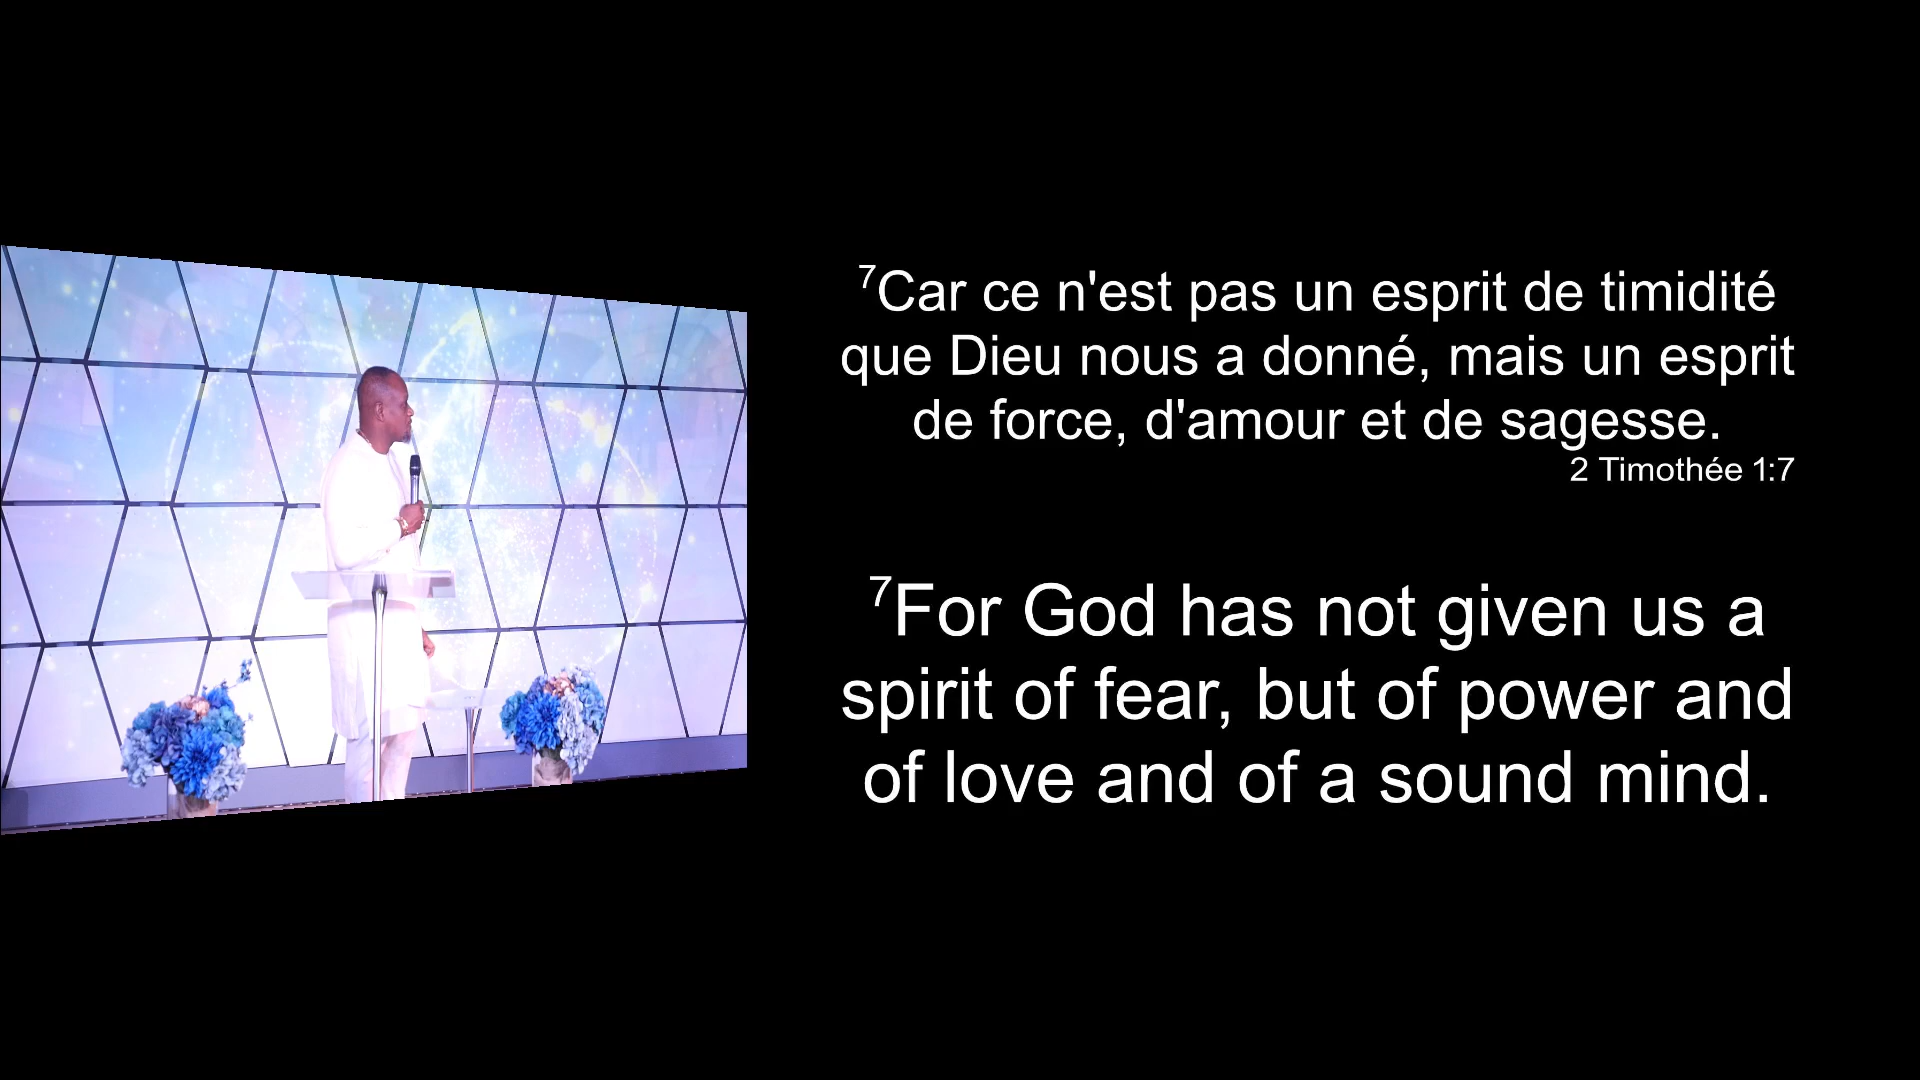 ⁷Car ce n'est pas un esprit de timidité
que Dieu nous a donné, mais un esprit
de force, d'amour et de sagesse.
2 Timothée 1:7
⁷For God has not given us a
spirit of fear, but of power and
of love and of a sound mind.